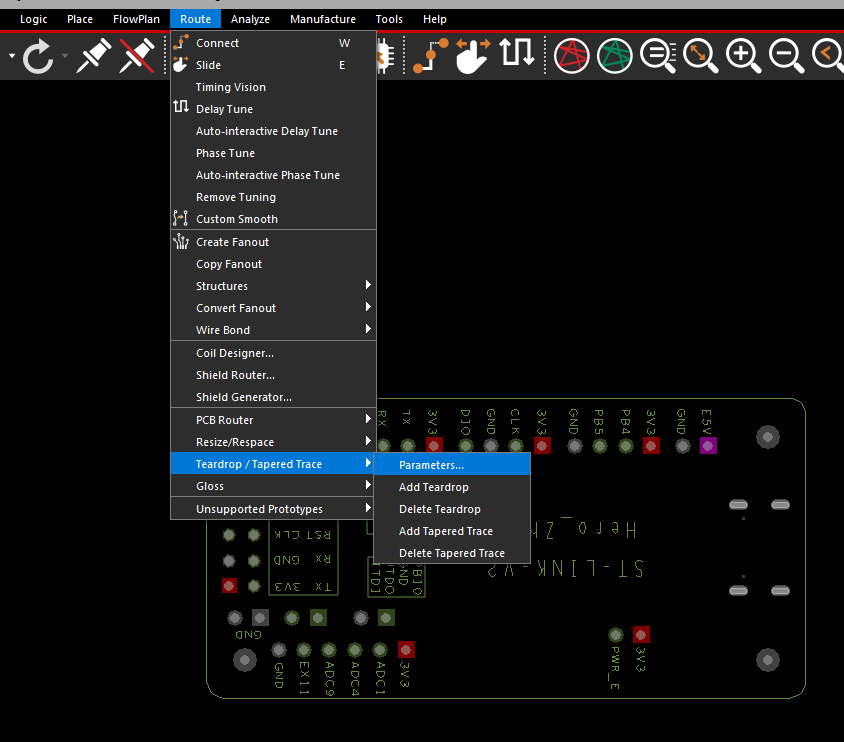 Logic Place FlowPlan Route Analyze Manufacture Tools Help
Connect W
Slide E
Timing Vision
Delay Tune
Auto-interactive Delay Tune
Phase Tune
Auto-interactive Phase Tune
Remove Tuning
Custom Smooth
Create Fanout
Copy Fanout
Structures
Convert Fanout
Wire Bond
Coil Designer...
Shield Router...
Shield Generator...
PCB Router
Resize/Respace
Teardrop / Tapered Trace
Gloss
Unsupported Prototypes
Parameters...
Add Teardrop
Delete Teardrop
Add Tapered Trace
Delete Tapered Trace
RX TX 3V3 DIO GND CLK 3V3 GND PB5 PB4 3V3 GND E5V
Hero_Zh
ST-LINK-V2
RST CLK
RX GND
TX 3V3
PB10
GND
TDO
TDI
GND
GND EX11 ADC9 ADC4 ADC1 3V3
PWR_E 3V3